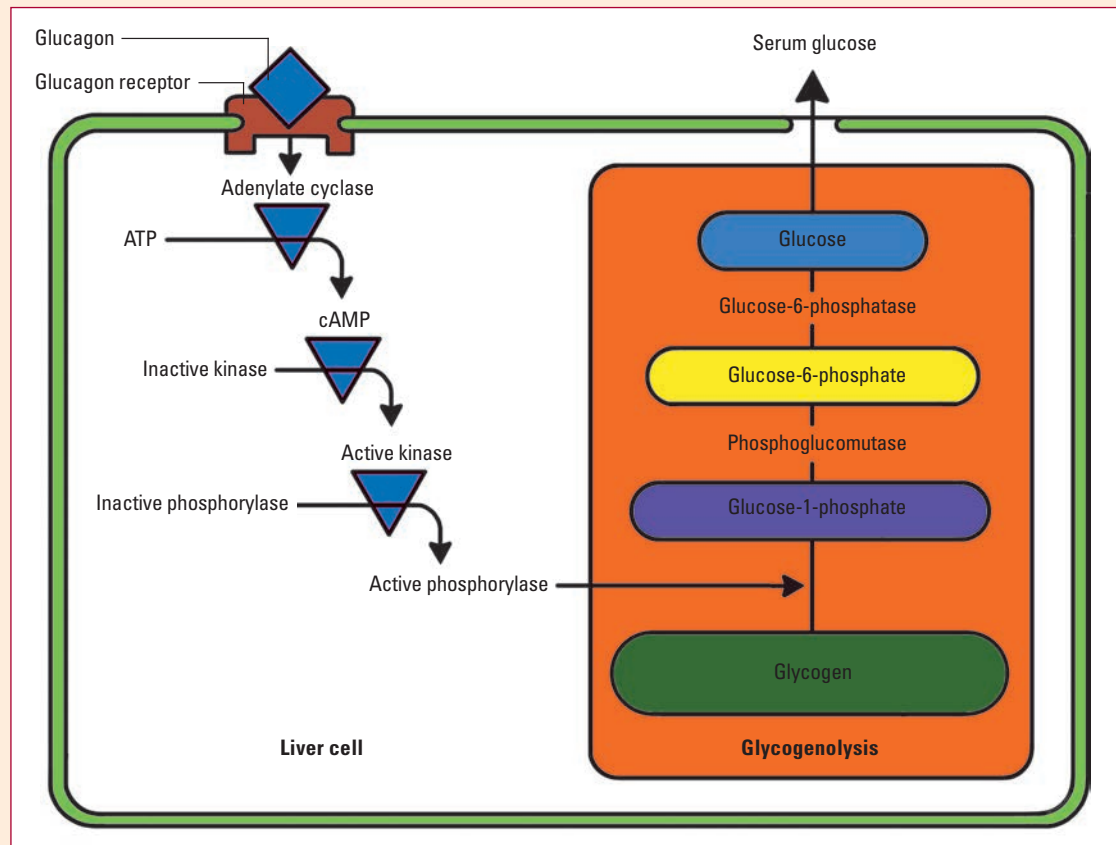 Glucagon
Glucagon receptor
Serum glucose
Adenylate cyclase
ATP
cAMP
Inactive kinase
Active kinase
Inactive phosphorylase
Active phosphorylase
Glucose
Glucose-6-phosphatase
Glucose-6-phosphate
Phosphoglucomutase
Glucose-1-phosphate
Glycogen
Liver cell
Glycogenolysis